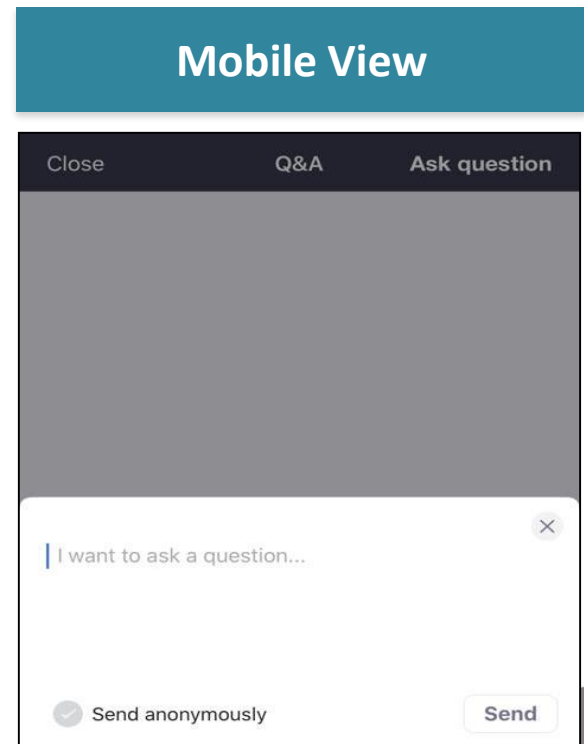 Mobile View
Close Q&A Ask question
I want to ask a question...
Send anonymously Send